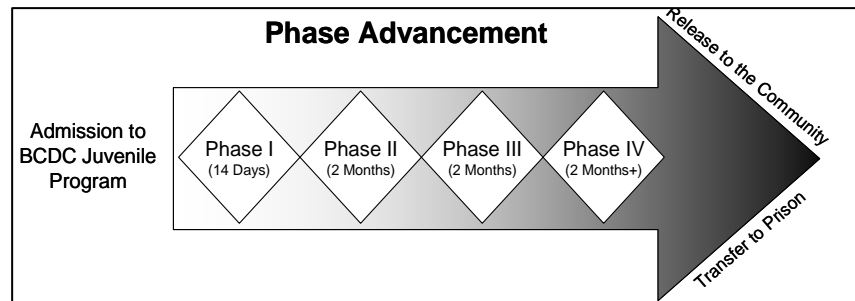 Phase Advancement
Admission to
BCDC Juvenile
Program
Phase I
(14 Days)
Phase II
(2 Months)
Phase III
(2 Months)
Phase IV
(2 Months+)
Release to the Community
Transfer to Prison